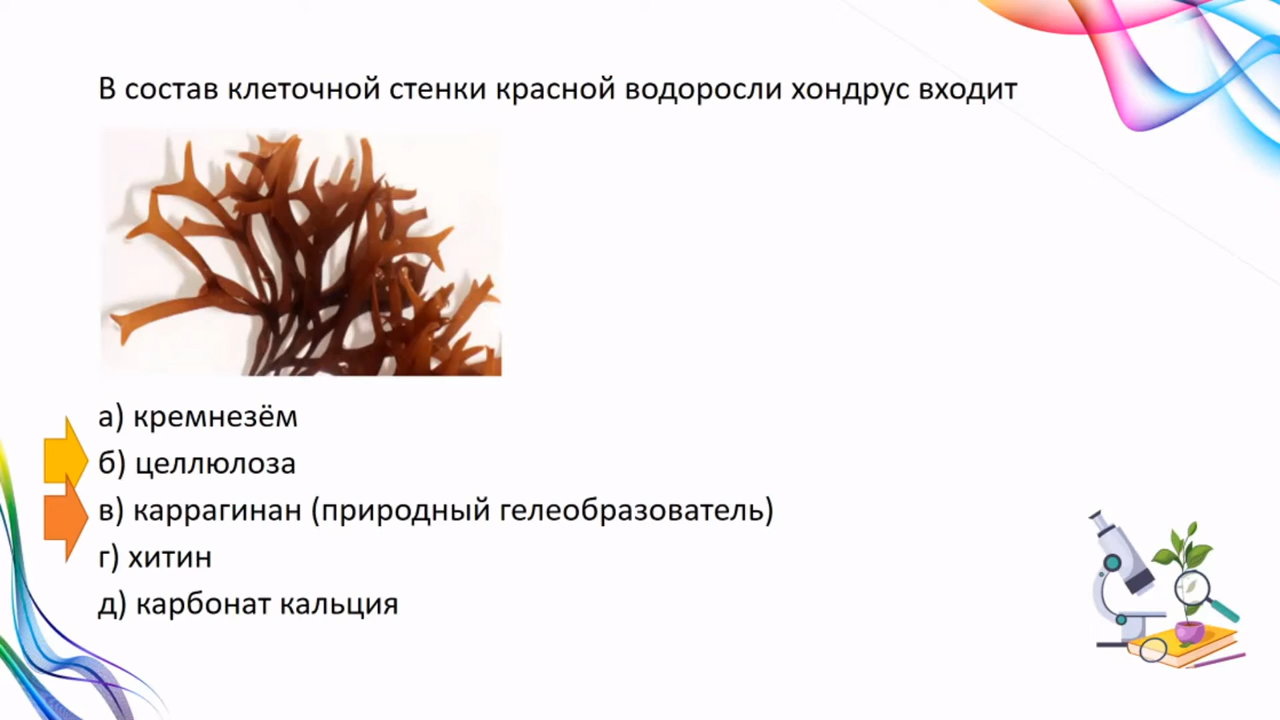 В состав клеточной стенки красной водоросли хондрус входит
а) кремнезём
б) целлюлоза
в) каррагинан (природный гелеобразователь)
г) хитин
д) карбонат кальция